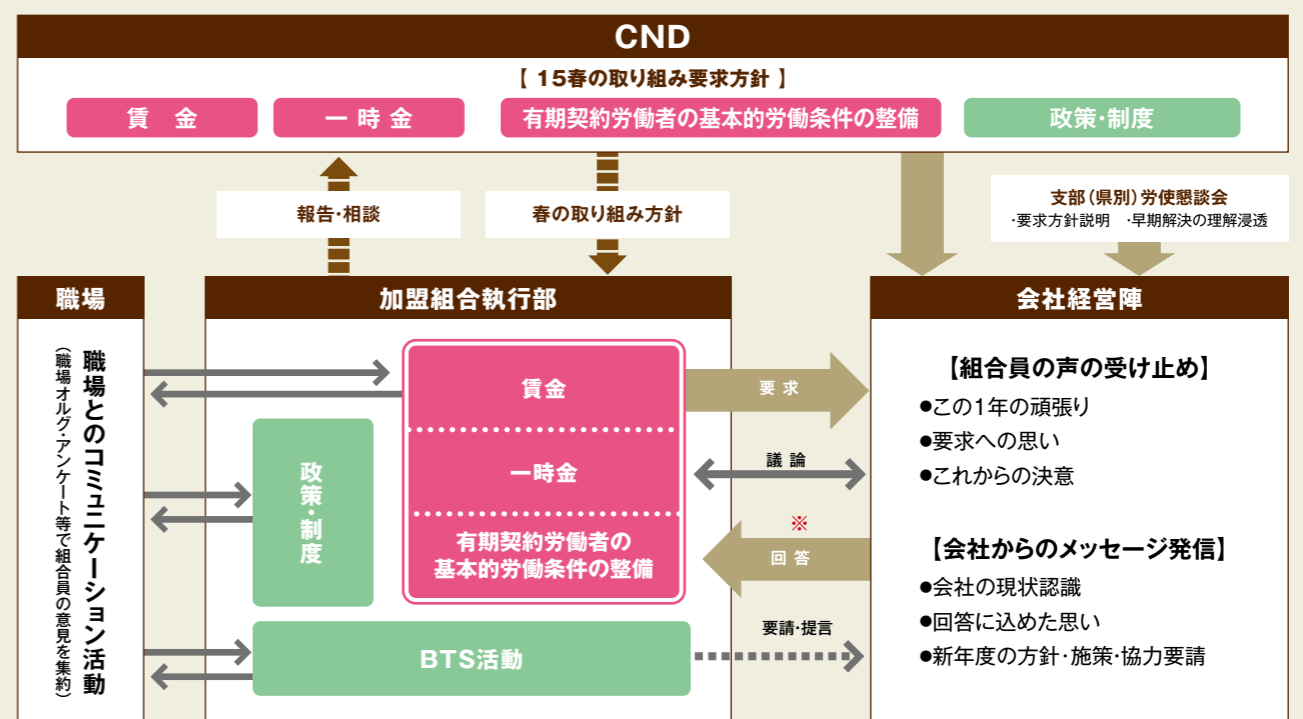 CND
【 15春の取り組み要求方針 】
賃　金
一 時 金
有期契約労働者の基本的労働条件の整備
政策･制度
報告･相談
春の取り組み方針
支部（県別）労使懇談会
･要求方針説明　･早期解決の理解浸透
職場
職場とのコミュニケーション活動
（職場オルグ･アンケート等で組合員の意見を集約）
加盟組合執行部
賃金
一時金
有期契約労働者の
基本的労働条件の整備
政策･制度
BTS活動
要 求
議 論
※
回 答
要請･提言
会社経営陣
【組合員の声の受け止め】
●この1年の頑張り
●要求への思い
●これからの決意
【会社からのメッセージ発信】
●会社の現状認識
●回答に込めた思い
●新年度の方針･施策･協力要請